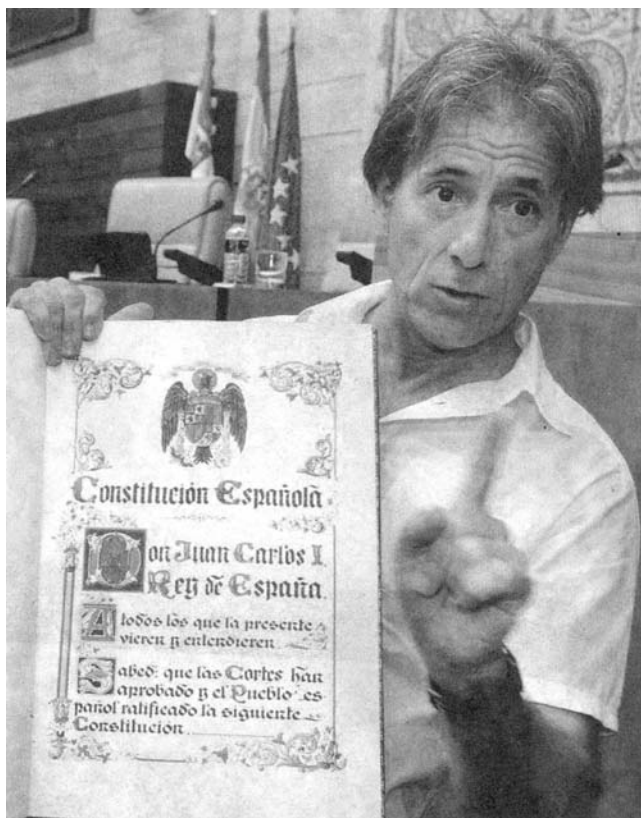 Constitución Española
Don Juan Carlos I
Rey de España
A todos los que la presente
vieren y entendieren
Sabed: que las Cortes han
aprobado y el Pueblo es
pañol ratificado la siguiente
Constitución